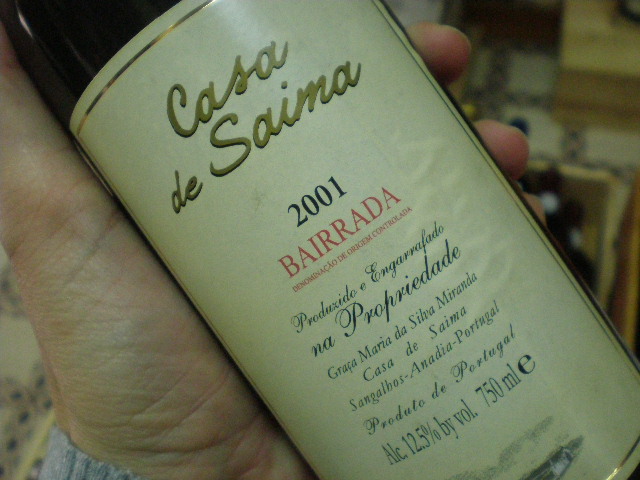 Casa
de Saima
2001
BAIRRADA
DENOMINAÇÃO DE ORIGEM CONTROLADA
Produzido e Engarrafado
na Propriedade
Graça Maria da Silva Miranda
Casa de Saima
Sangalhos-Anadia-Portugal
Produto de Portugal
Alc. 12,5% by vol. 750 ml e